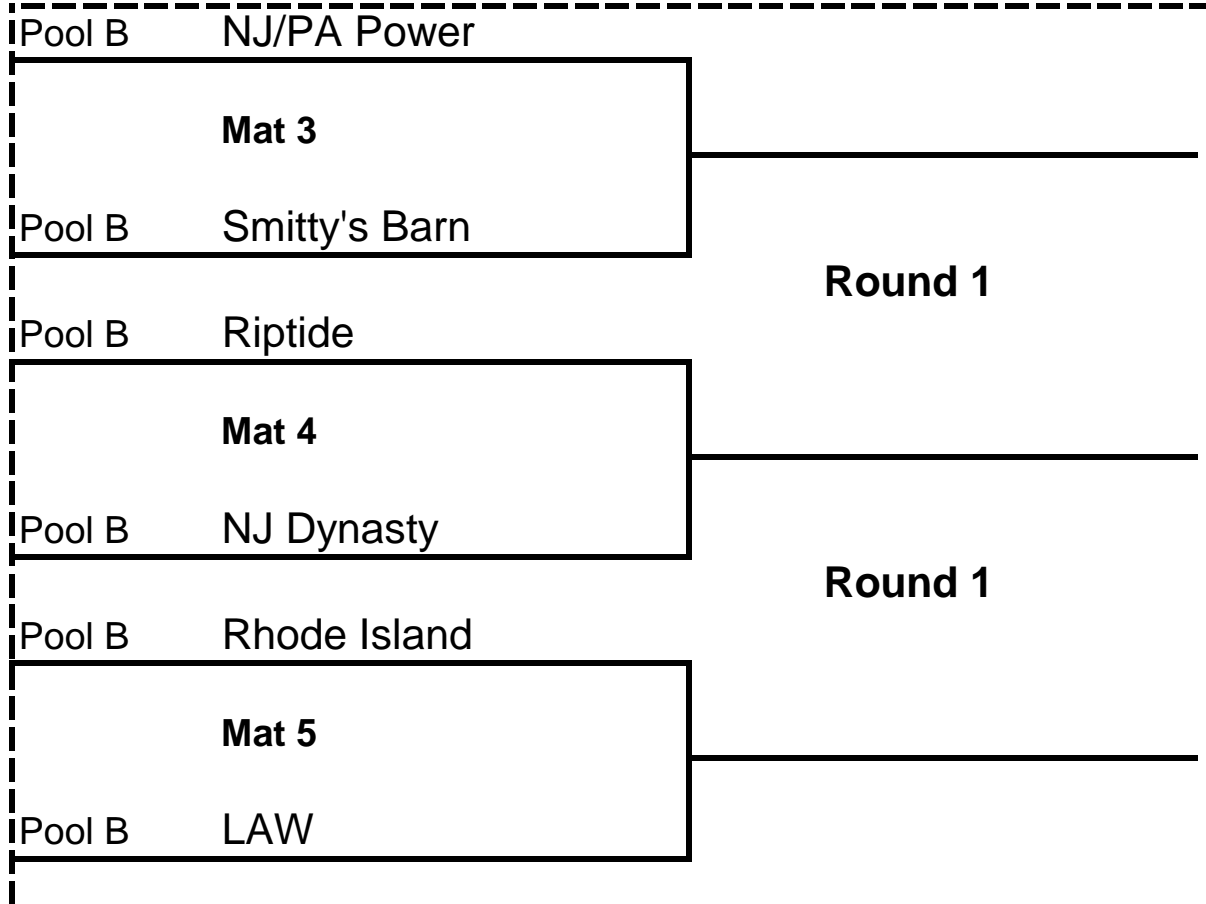 Pool B NJ/PA Power
Mat 3
Pool B Smitty's Barn
Round 1
Pool B Riptide
Mat 4
Pool B NJ Dynasty
Round 1
Pool B Rhode Island
Mat 5
Pool B LAW